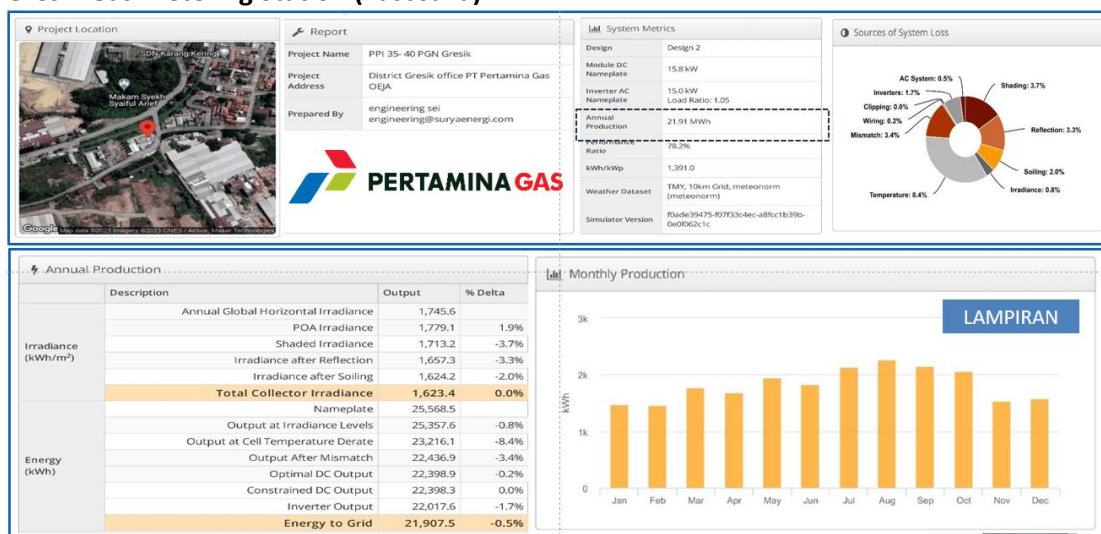 Project Location
SDN Karang Kering
Makam Syekh
Syaiful Arief
Google
Map data ©2023 Imagery ©2023 CNES / Airbus, Maxar Technologies
Report
Project Name PPI 35- 40 PGN Gresik
Project Address District Gresik office PT Pertamina Gas OEJA
Prepared By engineering sei
engineering@suryaenergi.com
PERTAMINA GAS
System Metrics
Design Design 2
Module DC Nameplate 15.8 kW
Inverter AC Nameplate 15.0 kW
Load Ratio: 1.05
Annual Production 21.91 MWh
Performance Ratio 78.2%
kWh/kWp 1,391.0
Weather Dataset TMY, 10km Grid, meteonorm (meteonorm)
Simulator Version f0ade39475-f07f33c4ec-a8fcc1b39b-
0e0f062c1c
Sources of System Loss
AC System: 0.5%
Shading: 3.7%
Inverters: 1.7%
Clipping: 0.0%
Wiring: 0.2%
Mismatch: 3.4%
Reflection: 3.3%
Soiling: 2.0%
Irradiance: 0.8%
Temperature: 8.4%
Annual Production
Description Output % Delta
Irradiance
(kWh/m²)
Annual Global Horizontal Irradiance 1,745.6
POA Irradiance 1,779.1 1.9%
Shaded Irradiance 1,713.2 -3.7%
Irradiance after Reflection 1,657.3 -3.3%
Irradiance after Soiling 1,624.2 -2.0%
Total Collector Irradiance 1,623.4 0.0%
Energy
(kWh)
Nameplate 25,568.5
Output at Irradiance Levels 25,357.6 -0.8%
Output at Cell Temperature Derate 23,216.1 -8.4%
Output After Mismatch 22,436.9 -3.4%
Optimal DC Output 22,398.9 -0.2%
Constrained DC Output 22,398.3 0.0%
Inverter Output 22,017.6 -1.7%
Energy to Grid 21,907.5 -0.5%
Monthly Production
LAMPIRAN
kWh
3k
2k
1k
0
Jan Feb Mar Apr May Jun Jul Aug Sep Oct Nov Dec